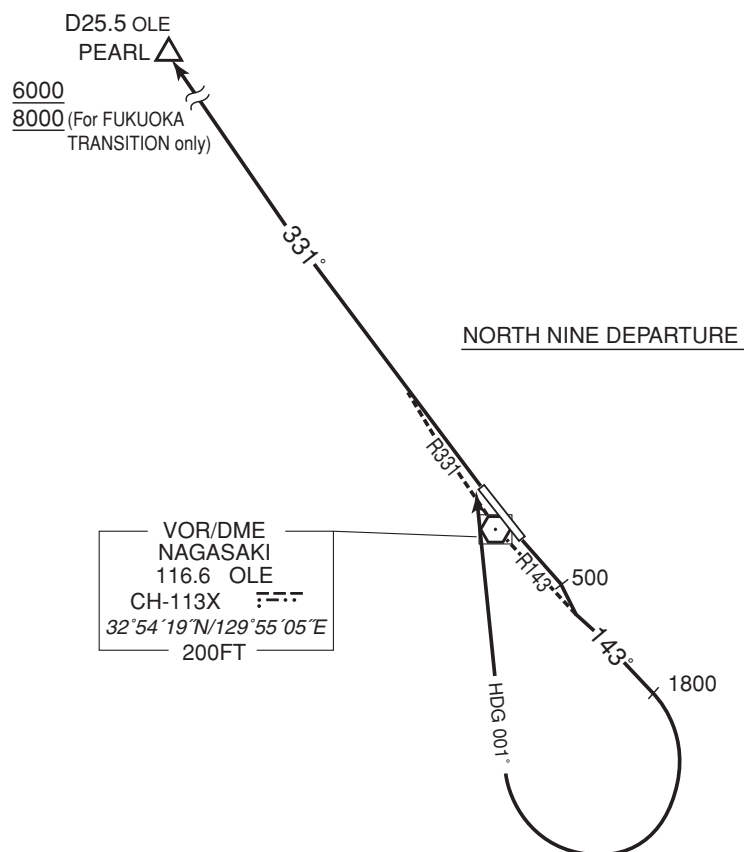 D25.5 OLE
PEARL
6000
8000 (For FUKUOKA
TRANSITION only)
331°
NORTH NINE DEPARTURE
R331
VOR/DME
NAGASAKI
116.6 OLE
CH-113X
32°54´19˝N/129°55´05˝E
200FT
R143
500
143°
1800
HDG 001°